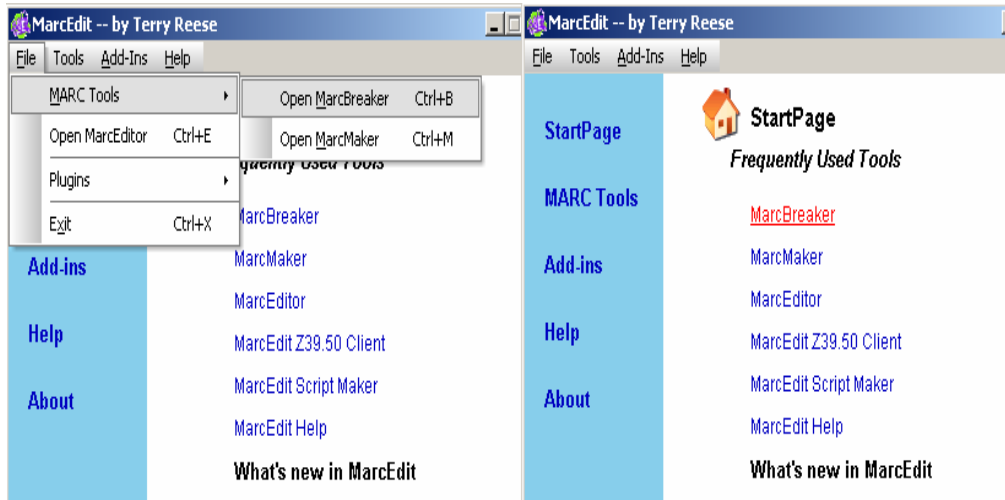 MarcEdit -- by Terry Reese
File Tools Add-Ins Help
MARC Tools
Open MarcEditor Ctrl+E
Plugins
Exit Ctrl+X
Open MarcBreaker Ctrl+B
Open MarcMaker Ctrl+M
Frequently Used Tools
MarcBreaker
MarcMaker
MarcEditor
MarcEdit Z39.50 Client
MarcEdit Script Maker
MarcEdit Help
What's new in MarcEdit
Add-ins
Help
About
MarcEdit -- by Terry Reese
File Tools Add-Ins Help
StartPage
MARC Tools
Add-ins
Help
About
StartPage
Frequently Used Tools
MarcBreaker
MarcMaker
MarcEditor
MarcEdit Z39.50 Client
MarcEdit Script Maker
MarcEdit Help
What's new in MarcEdit